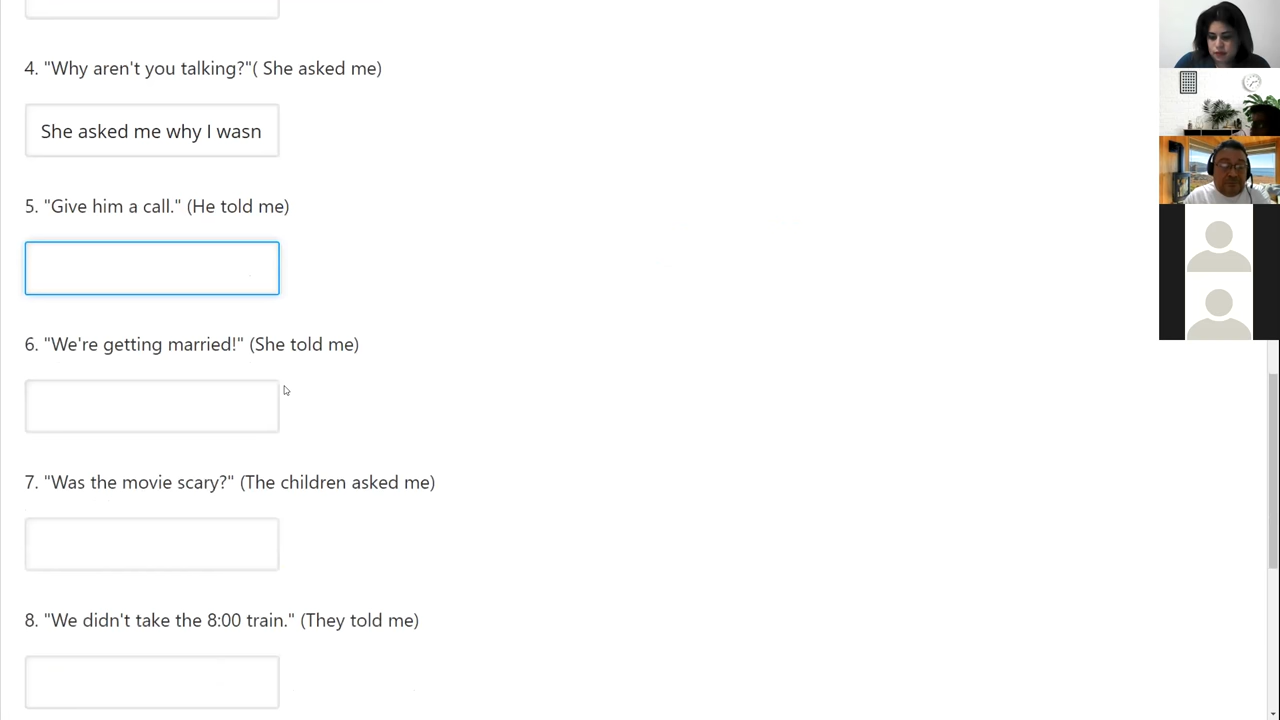 4. "Why aren't you talking?"( She asked me)
She asked me why I wasn
5. "Give him a call." (He told me)
6. "We're getting married!" (She told me)
7. "Was the movie scary?" (The children asked me)
8. "We didn't take the 8:00 train." (They told me)